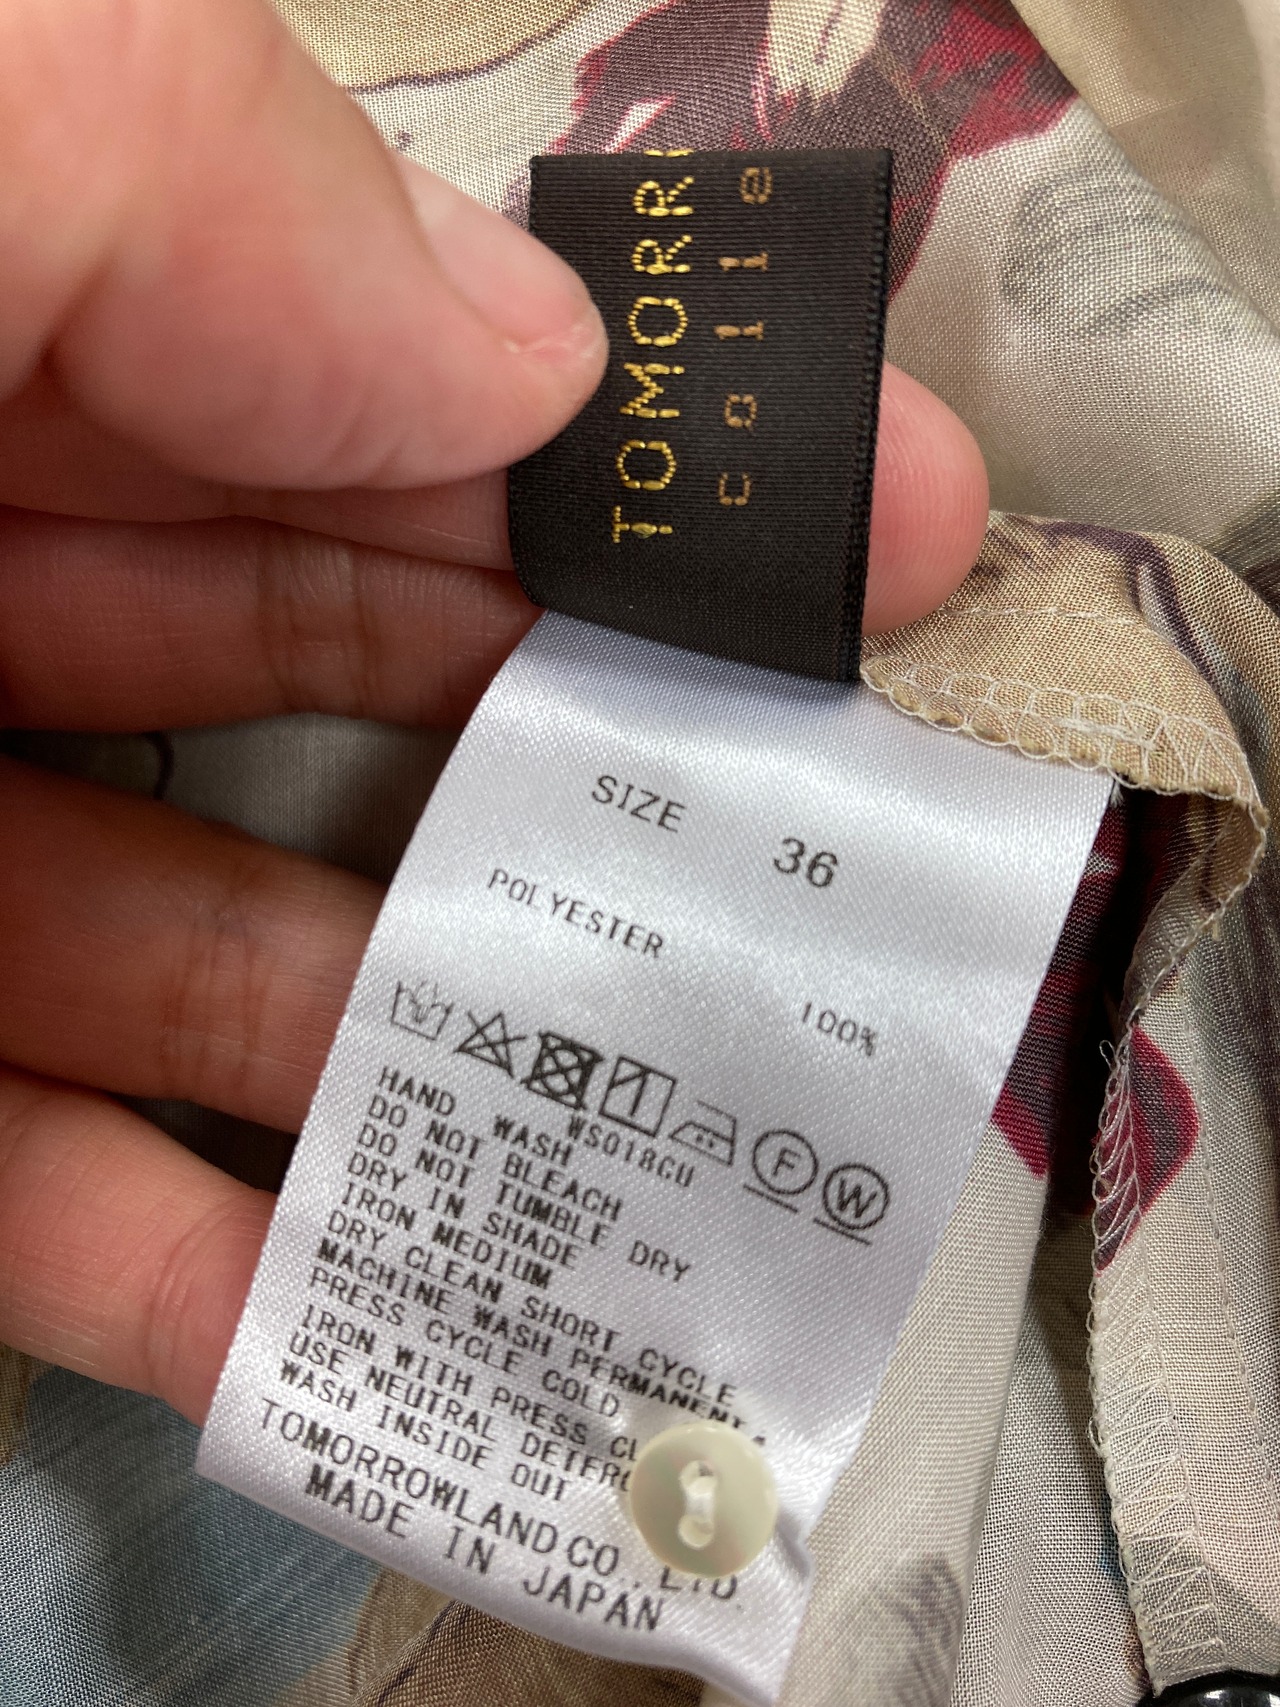 TOMORR
colle
SIZE 36
POLYESTER
100%
F W
WS018CU
HAND WASH
DO NOT BLEACH
DO NOT TUMBLE DRY
DRY IN SHADE
IRON MEDIUM
DRY CLEAN SHORT CYCLE
MACHINE WASH PERMANENT
PRESS CYCLE COLD
IRON WITH PRESS
USE NEUTRAL
WASH INSIDE OUT
TOMORROWLAND CO.,LTD.
MADE IN JAPAN